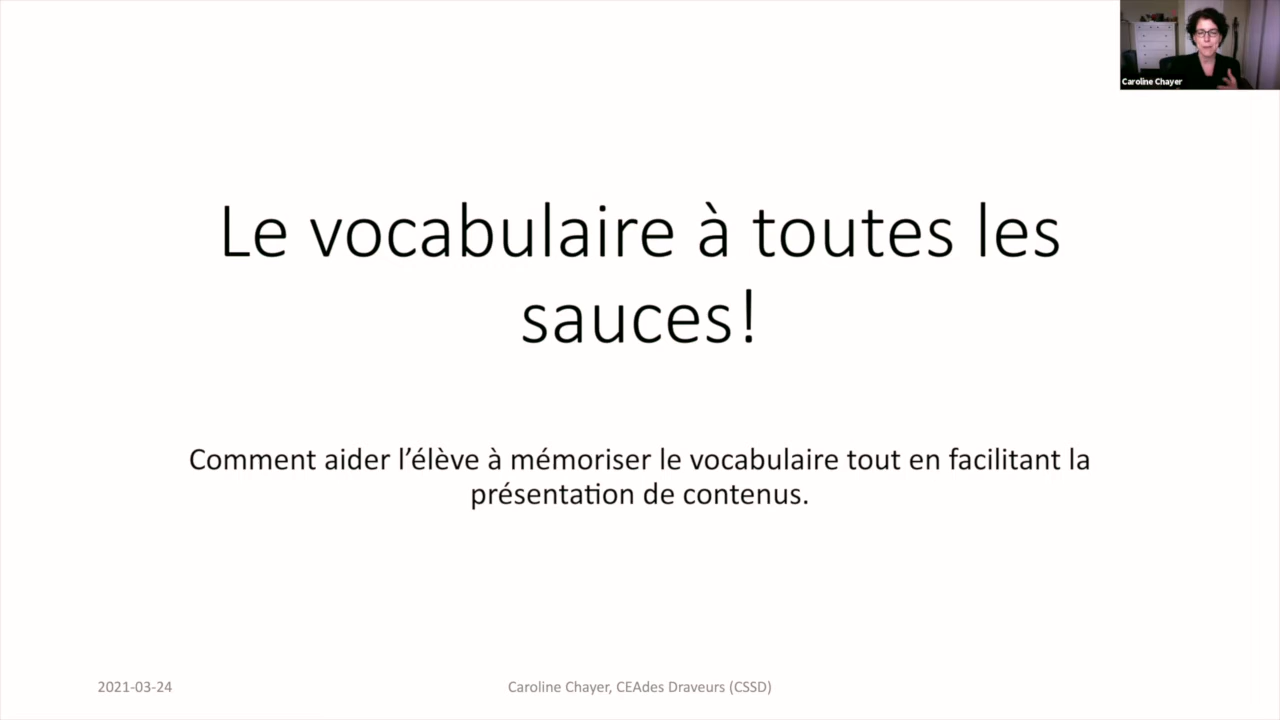 Caroline Chayer
Le vocabulaire à toutes les
sauces!
Comment aider l’élève à mémoriser le vocabulaire tout en facilitant la
présentation de contenus.
2021-03-24
Caroline Chayer, CEAdes Draveurs (CSSD)